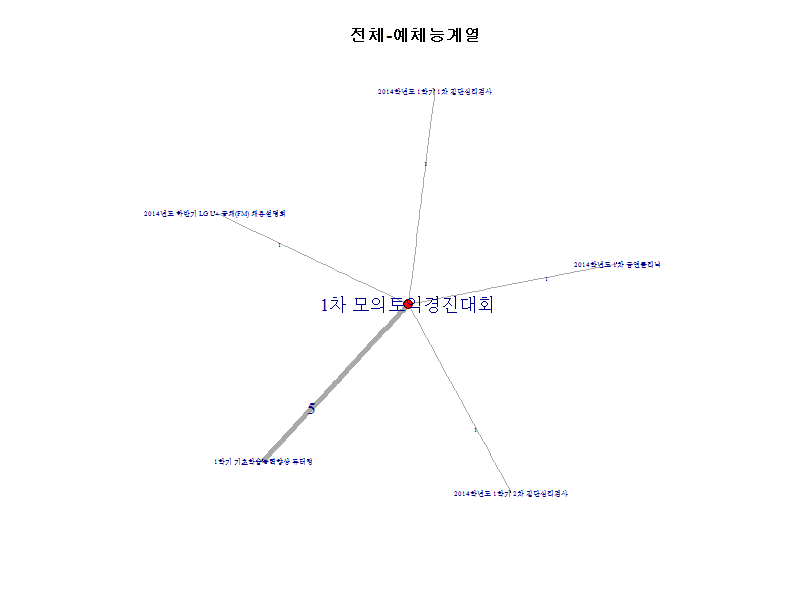 전체-예체능계열
2014학년도 1학기 1차 집단심리검사
1
2014년도 하반기 LG U+ 공채(FM) 채용설명회
1
2014학년도 1차 공연클리닉
1
1차 모의토익경진대회
5
1학기 기초학습능력향상 튜터링
1
2014학년도 1학기 2차 집단심리검사